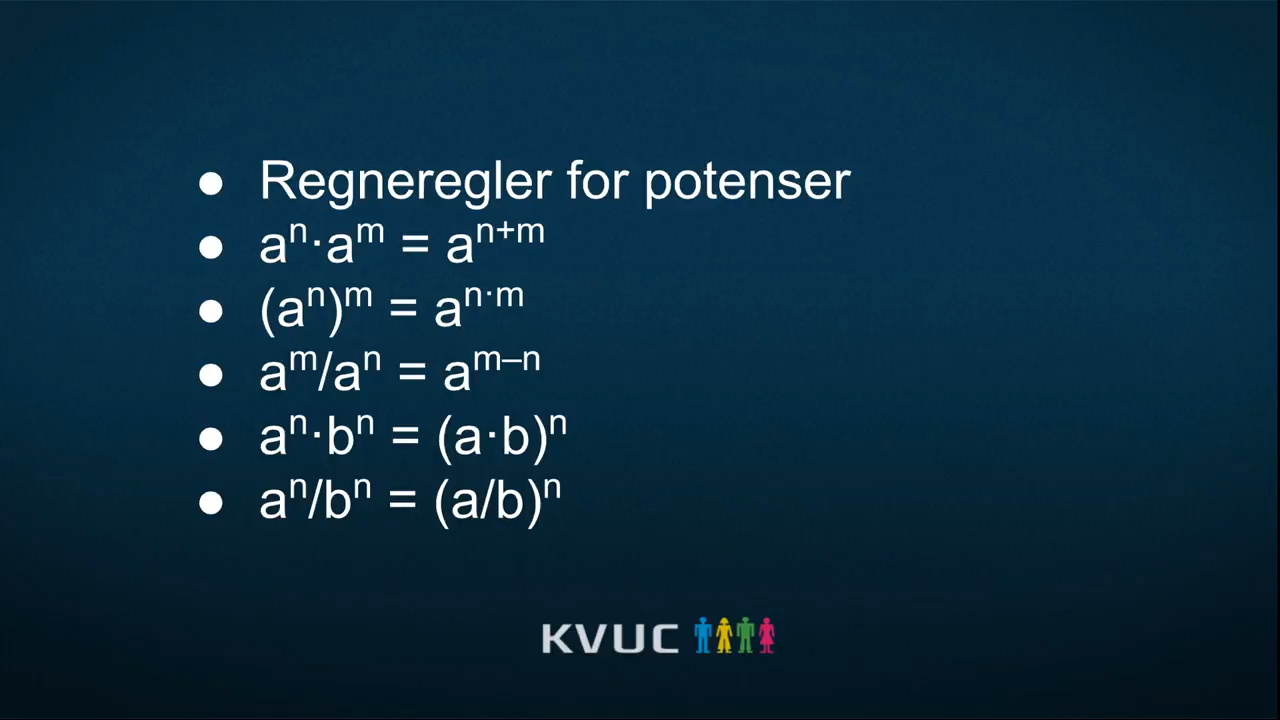 ● Regneregler for potenser
● aⁿ·aᵐ = aⁿ⁺ᵐ
● (aⁿ)ᵐ = aⁿ·ᵐ
● aᵐ/aⁿ = aᵐ–ⁿ
● aⁿ·bⁿ = (a·b)ⁿ
● aⁿ/bⁿ = (a/b)ⁿ
KVUC